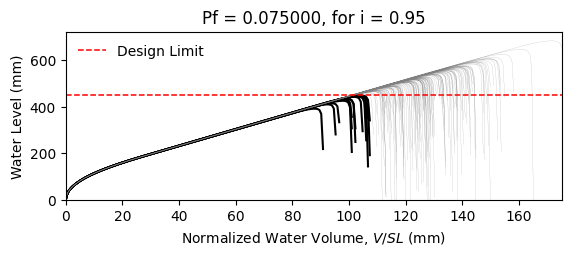 Pf = 0.075000, for i = 0.95
Water Level (mm)
600
400
200
0
Design Limit
0 20 40 60 80 100 120 140 160
Normalized Water Volume, V/SL (mm)